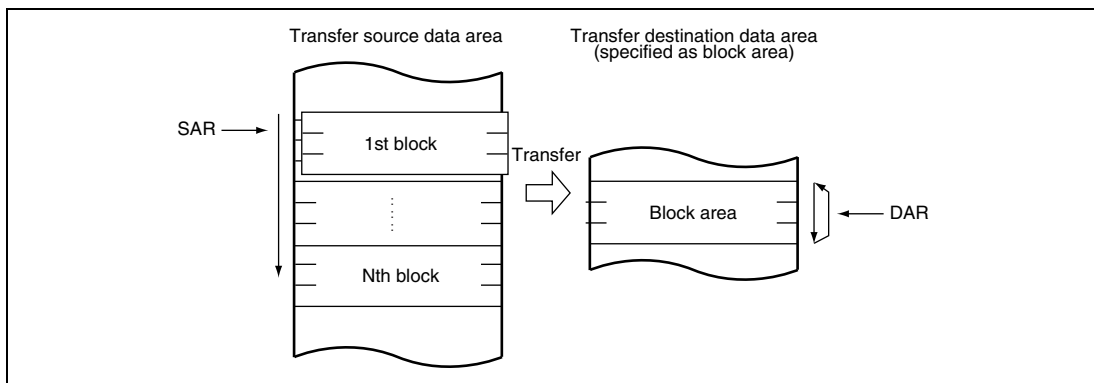 Transfer source data area
Transfer destination data area
(specified as block area)
SAR
1st block
Transfer
Block area
DAR
Nth block